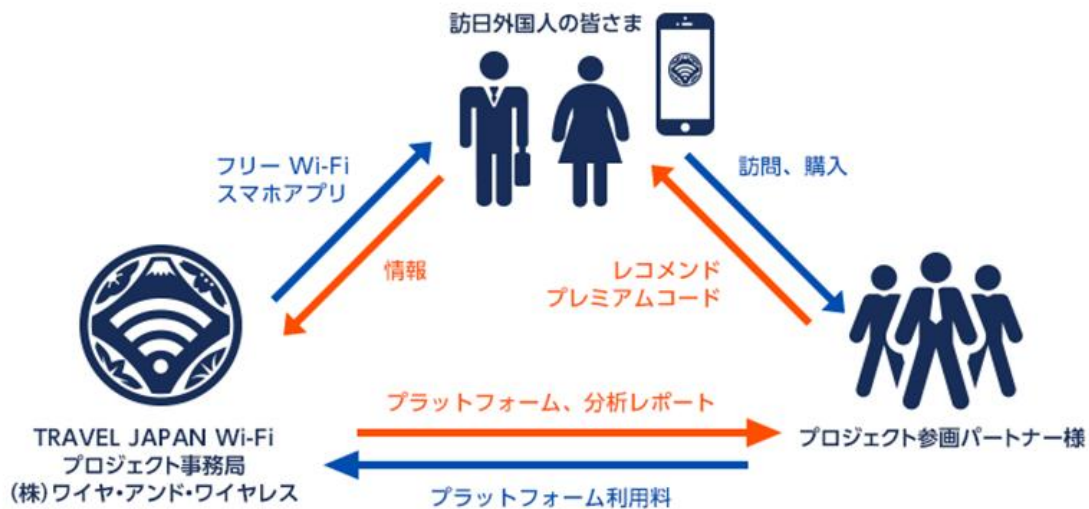 訪日外国人の皆さま
フリー Wi-Fi
スマホアプリ
訪問、購入
情報
レコメンド
プレミアムコード
プラットフォーム、分析レポート
TRAVEL JAPAN Wi-Fi
プロジェクト事務局
(株)ワイヤ・アンド・ワイヤレス
プロジェクト参画パートナー様
プラットフォーム利用料